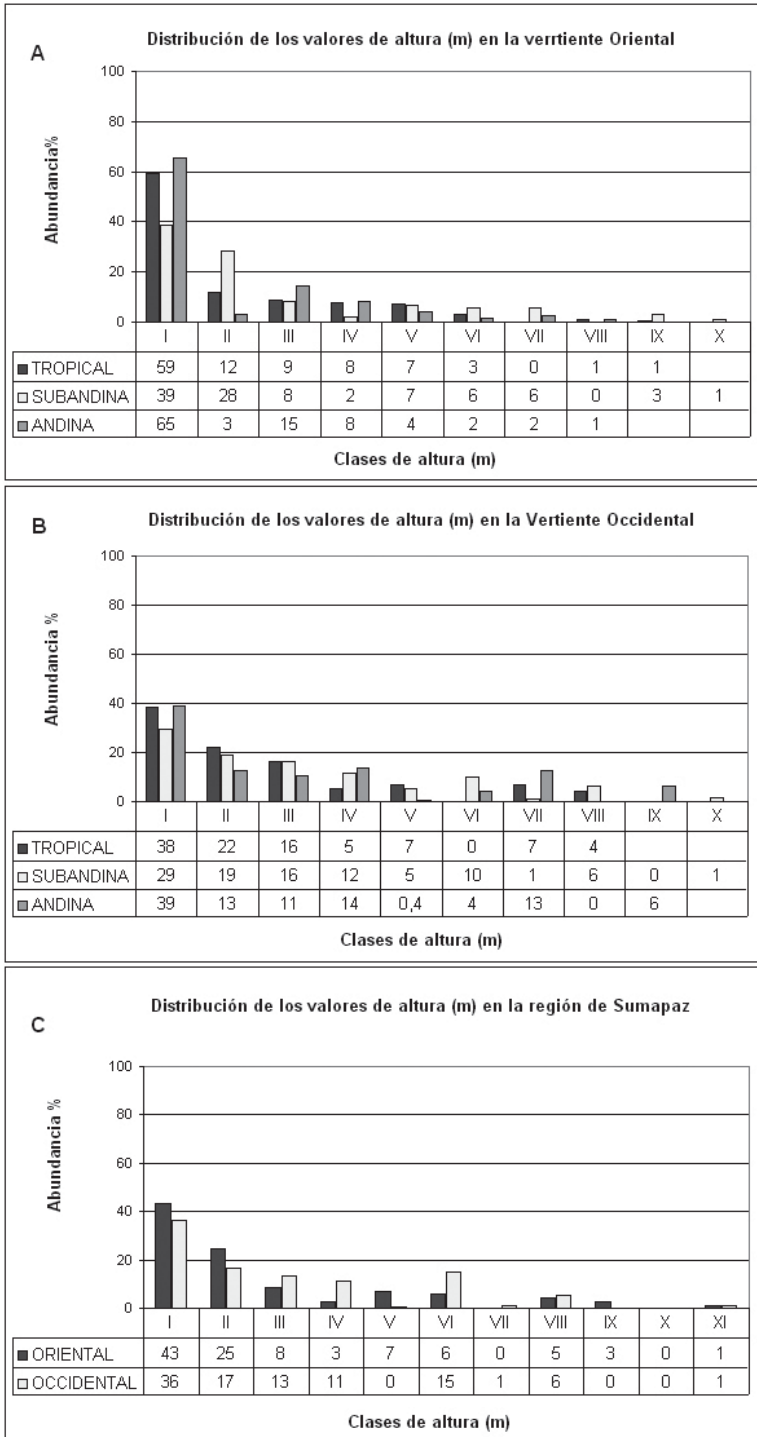 Distribución de los valores de altura (m) en la verrtiente Oriental
A
Abundancia%
100
80
60
40
20
0
I II III IV V VI VII VIII IX X
TROPICAL 59 12 9 8 7 3 0 1 1
SUBANDINA 39 28 8 2 7 6 6 0 3 1
ANDINA 65 3 15 8 4 2 2 1
Clases de altura (m)
Distribución de los valores de altura (m) en la Vertiente Occidental
B
Abundancia %
100
80
60
40
20
0
I II III IV V VI VII VIII IX X
TROPICAL 38 22 16 5 7 0 7 4
SUBANDINA 29 19 16 12 5 10 1 6 0 1
ANDINA 39 13 11 14 0,4 4 13 0 6
Clases de altura (m)
Distribución de los valores de altura (m) en la región de Sumapaz
C
Abundancia %
100
80
60
40
20
0
I II III IV V VI VII VIII IX X XI
ORIENTAL 43 25 8 3 7 6 0 5 3 0 1
OCCIDENTAL 36 17 13 11 0 15 1 6 0 0 1
Clases de altura (m)